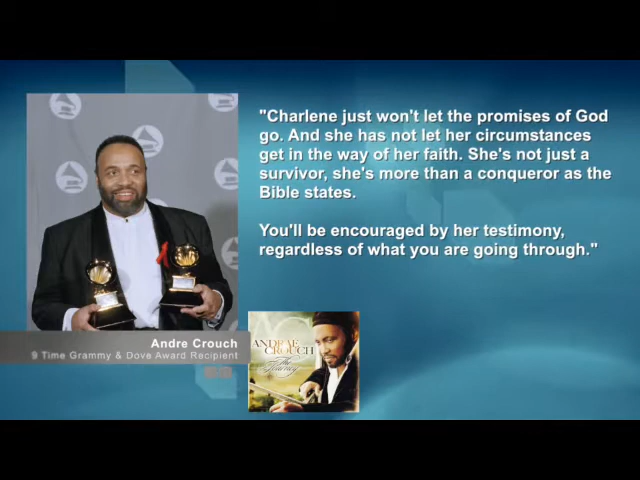 "Charlene just won't let the promises of God
go. And she has not let her circumstances
get in the way of her faith. She's not just a
survivor, she's more than a conqueror as the
Bible states.
You'll be encouraged by her testimony,
regardless of what you are going through."
Andre Crouch
9 Time Grammy & Dove Award Recipient
ANDRAE
CROUCH
The
Journey